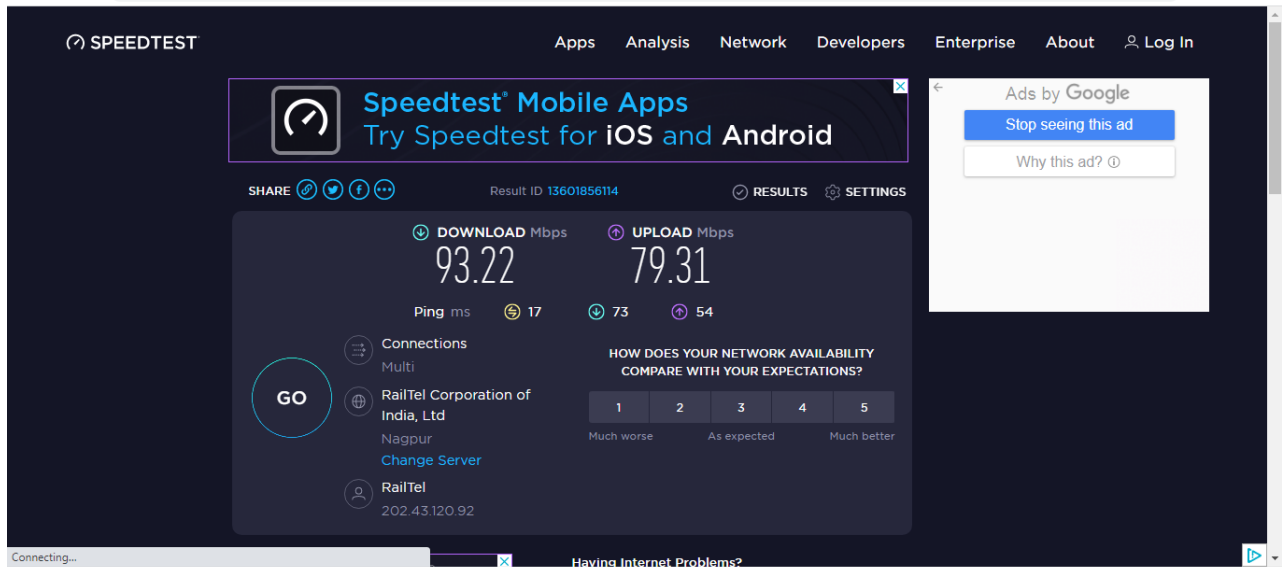 SPEEDTEST
Apps Analysis Network Developers Enterprise About Log In
Speedtest® Mobile Apps
Try Speedtest for iOS and Android
Ads by Google
Stop seeing this ad
Why this ad?
SHARE Result ID 13601856114 RESULTS SETTINGS
DOWNLOAD Mbps UPLOAD Mbps
93.22 79.31
Ping ms 17 73 54
Connections
Multi
RailTel Corporation of
India, Ltd
Nagpur
Change Server
RailTel
202.43.120.92
GO
HOW DOES YOUR NETWORK AVAILABILITY
COMPARE WITH YOUR EXPECTATIONS?
1 2 3 4 5
Much worse As expected Much better
Connecting...
Having Internet Problems?